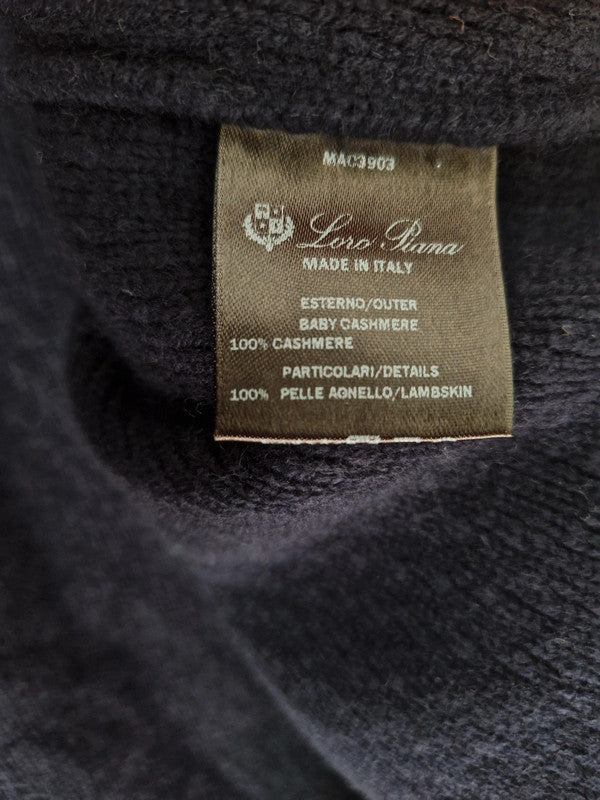 MAC3903
Loro Piana
MADE IN ITALY
ESTERNO/OUTER
BABY CASHMERE
100% CASHMERE
PARTICOLARI/DETAILS
100% PELLE AGNELLO/LAMBSKIN